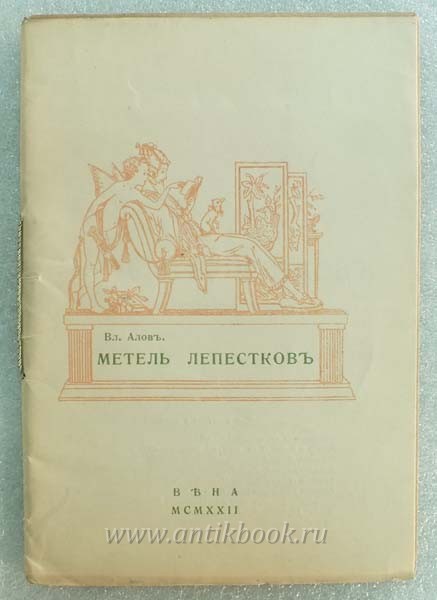 Вл.Аловъ.
МЕТЕЛЬ ЛЕПЕСТКОВЪ
ВѢНА
MCMXXII
www.antikbook.ru